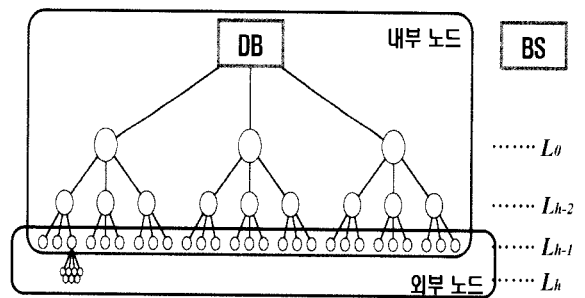 DB
내부 노드
BS
...... L0
...... Lh-2
...... Lh-1
외부 노드
...... Lh